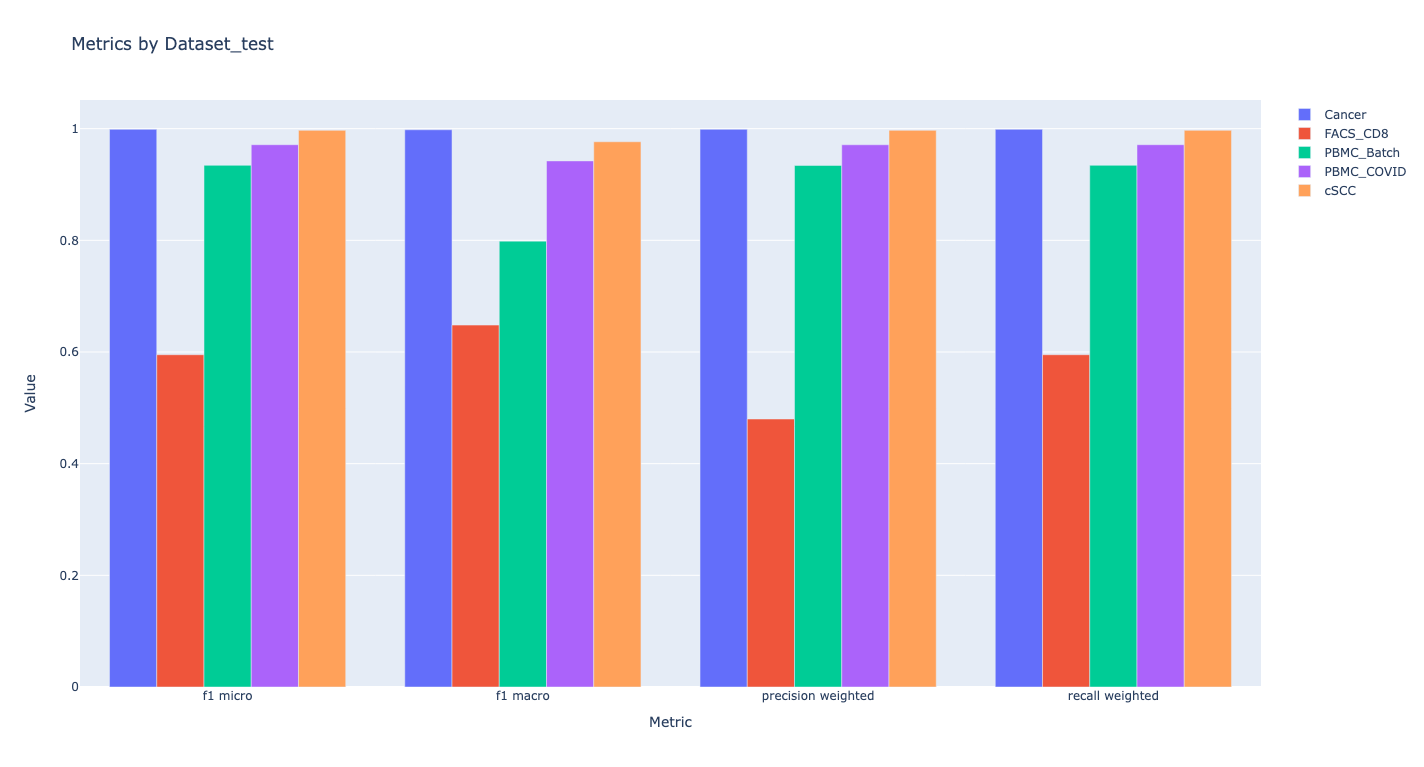 Metrics by Dataset_test
Cancer
FACS_CD8
PBMC_Batch
PBMC_COVID
cSCC
Value
1
0.8
0.6
0.4
0.2
0
f1 micro
f1 macro
precision weighted
recall weighted
Metric